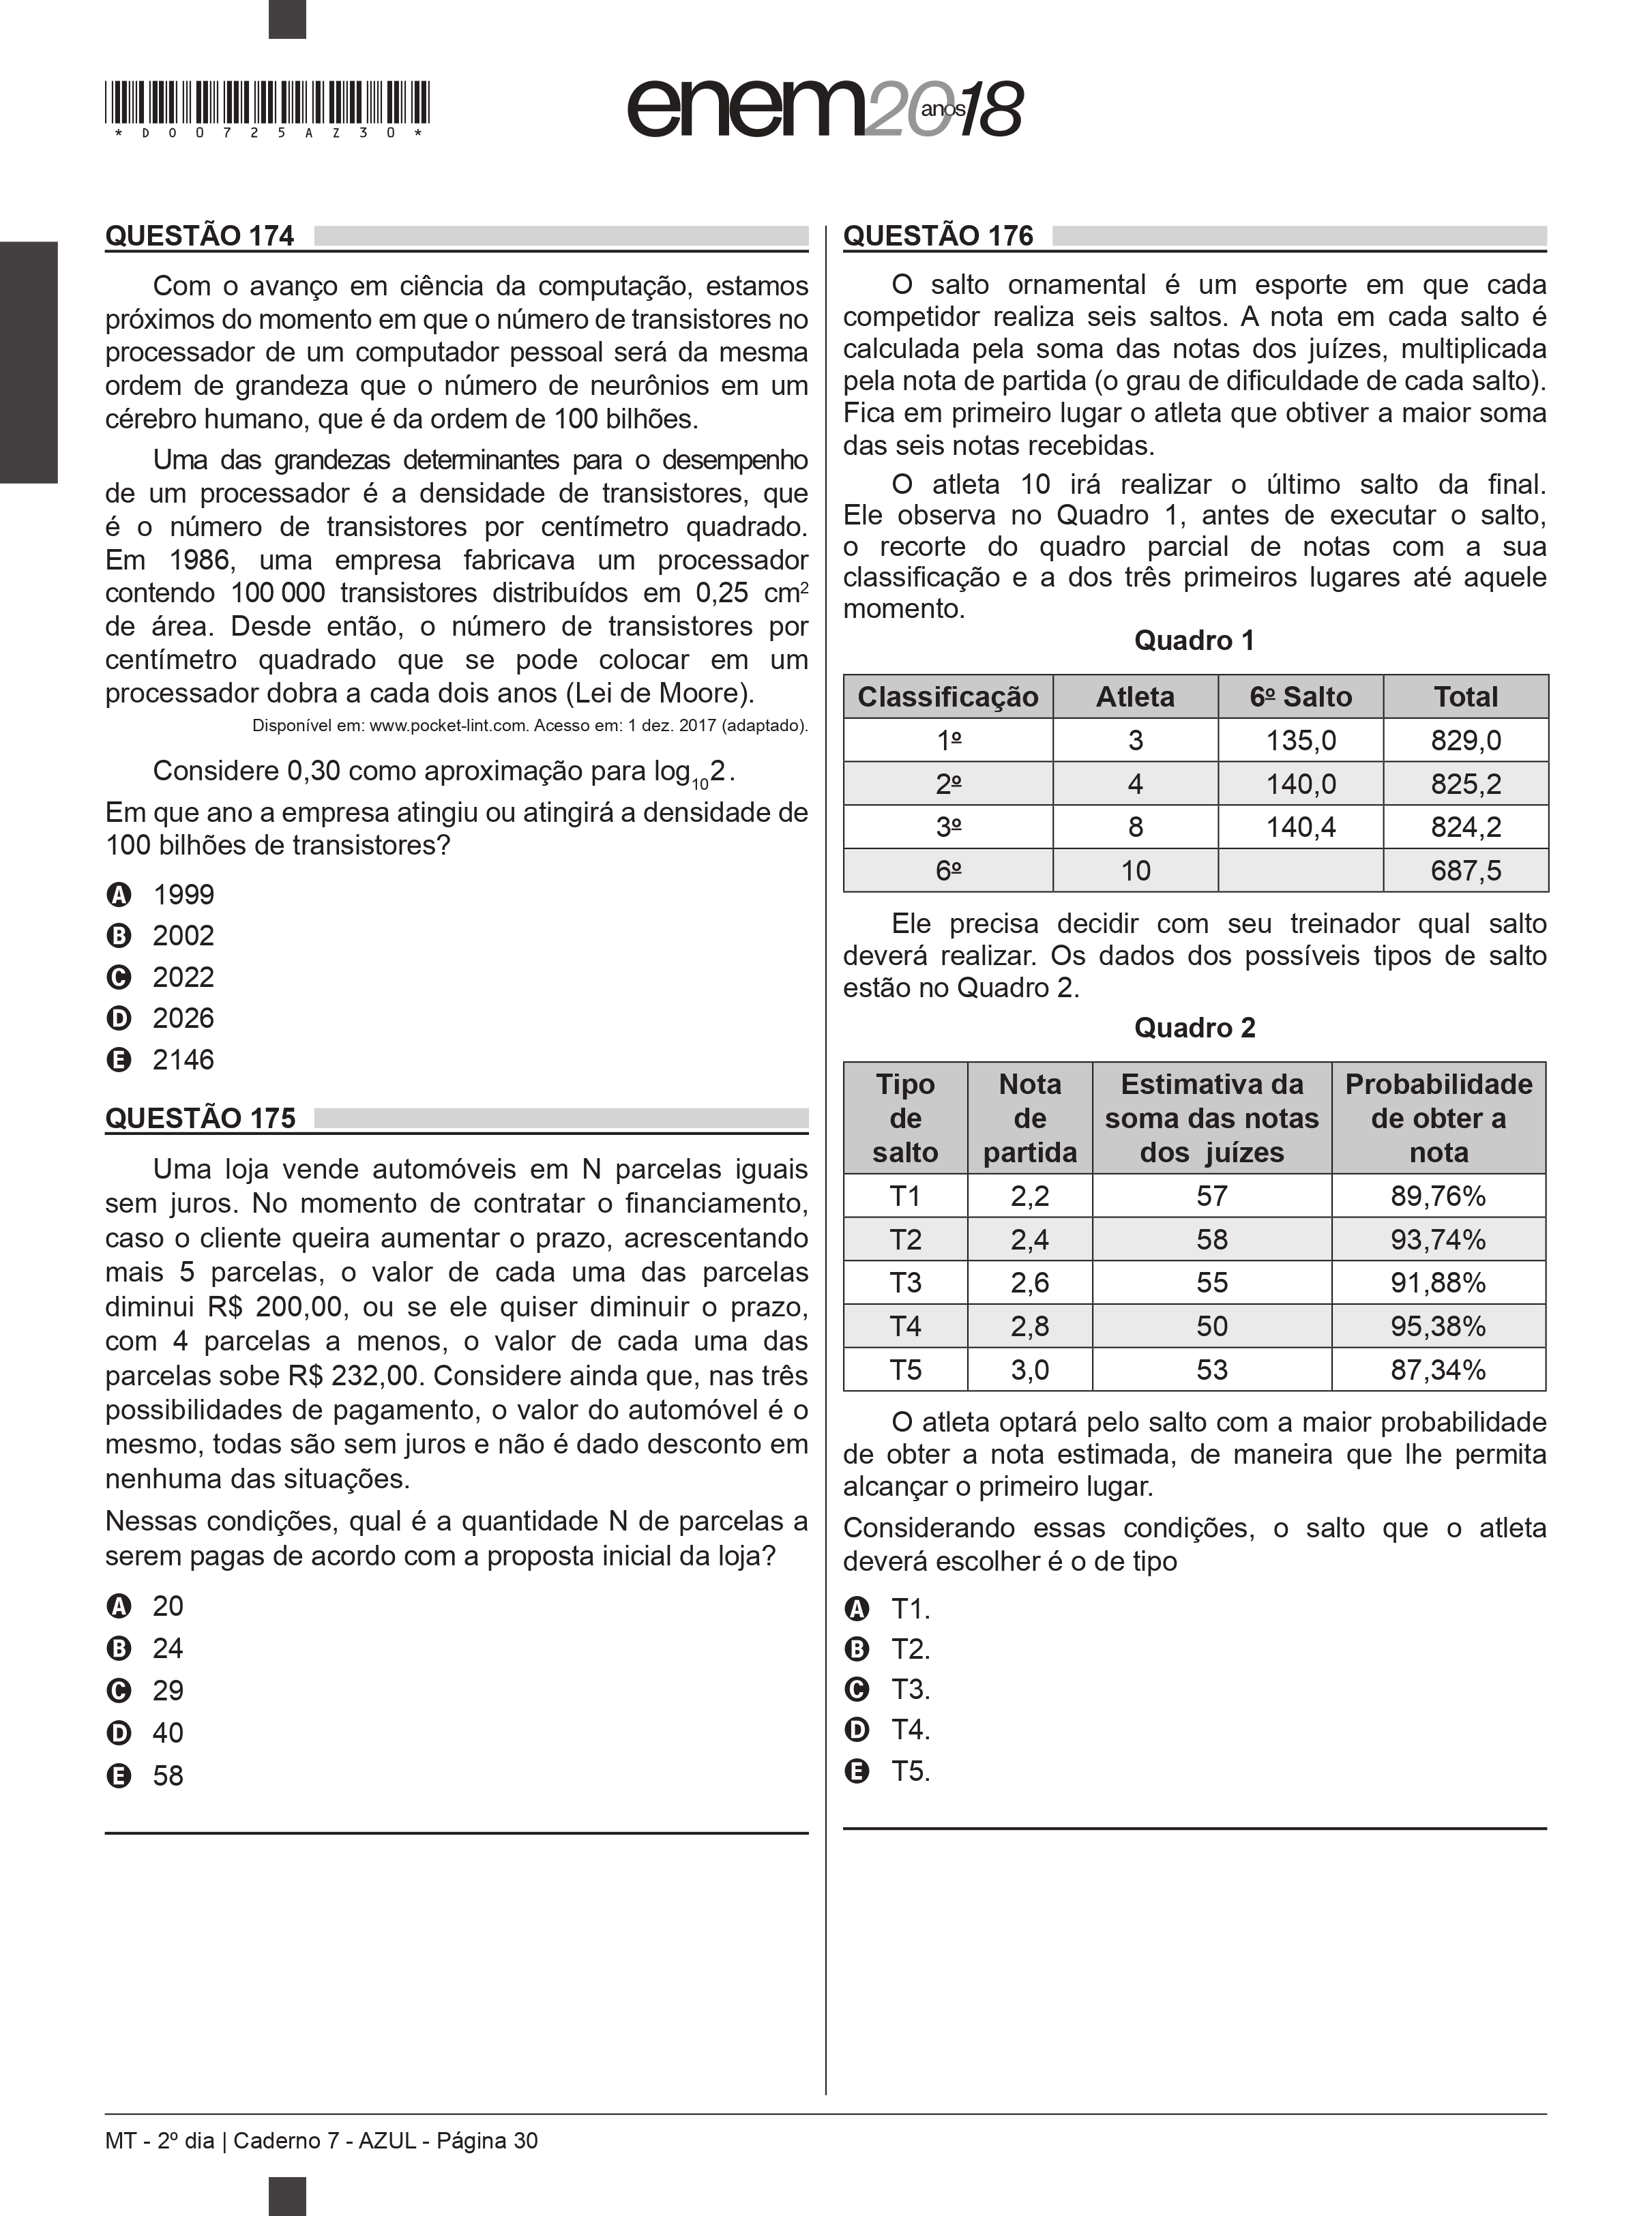 *D0725AZ30*
enem20anos18
QUESTÃO 174
Com o avanço em ciência da computação, estamos
próximos do momento em que o número de transistores no
processador de um computador pessoal será da mesma
ordem de grandeza que o número de neurônios em um
cérebro humano, que é da ordem de 100 bilhões.
Uma das grandezas determinantes para o desempenho
de um processador é a densidade de transistores, que
é o número de transistores por centímetro quadrado.
Em 1986, uma empresa fabricava um processador
contendo 100 000 transistores distribuídos em 0,25 cm²
de área. Desde então, o número de transistores por
centímetro quadrado que se pode colocar em um
processador dobra a cada dois anos (Lei de Moore).
Disponível em: www.pocket-lint.com. Acesso em: 1 dez. 2017 (adaptado).
Considere 0,30 como aproximação para log₁₀2.
Em que ano a empresa atingiu ou atingirá a densidade de
100 bilhões de transistores?
A 1999
B 2002
C 2022
D 2026
E 2146
QUESTÃO 175
Uma loja vende automóveis em N parcelas iguais
sem juros. No momento de contratar o financiamento,
caso o cliente queira aumentar o prazo, acrescentando
mais 5 parcelas, o valor de cada uma das parcelas
diminui R$ 200,00, ou se ele quiser diminuir o prazo,
com 4 parcelas a menos, o valor de cada uma das
parcelas sobe R$ 232,00. Considere ainda que, nas três
possibilidades de pagamento, o valor do automóvel é o
mesmo, todas são sem juros e não é dado desconto em
nenhuma das situações.
Nessas condições, qual é a quantidade N de parcelas a
serem pagas de acordo com a proposta inicial da loja?
A 20
B 24
C 29
D 40
E 58
QUESTÃO 176
O salto ornamental é um esporte em que cada
competidor realiza seis saltos. A nota em cada salto é
calculada pela soma das notas dos juízes, multiplicada
pela nota de partida (o grau de dificuldade de cada salto).
Fica em primeiro lugar o atleta que obtiver a maior soma
das seis notas recebidas.
O atleta 10 irá realizar o último salto da final.
Ele observa no Quadro 1, antes de executar o salto,
o recorte do quadro parcial de notas com a sua
classificação e a dos três primeiros lugares até aquele
momento.
Quadro 1
Classificação Atleta 6º Salto Total
1º 3 135,0 829,0
2º 4 140,0 825,2
3º 8 140,4 824,2
6º 10 687,5
Ele precisa decidir com seu treinador qual salto
deverá realizar. Os dados dos possíveis tipos de salto
estão no Quadro 2.
Quadro 2
Tipo Nota Estimativa da Probabilidade
de de soma das notas de obter a
salto partida dos juízes nota
T1 2,2 57 89,76%
T2 2,4 58 93,74%
T3 2,6 55 91,88%
T4 2,8 50 95,38%
T5 3,0 53 87,34%
O atleta optará pelo salto com a maior probabilidade
de obter a nota estimada, de maneira que lhe permita
alcançar o primeiro lugar.
Considerando essas condições, o salto que o atleta
deverá escolher é o de tipo
A T1.
B T2.
C T3.
D T4.
E T5.
MT - 2º dia | Caderno 7 - AZUL - Página 30